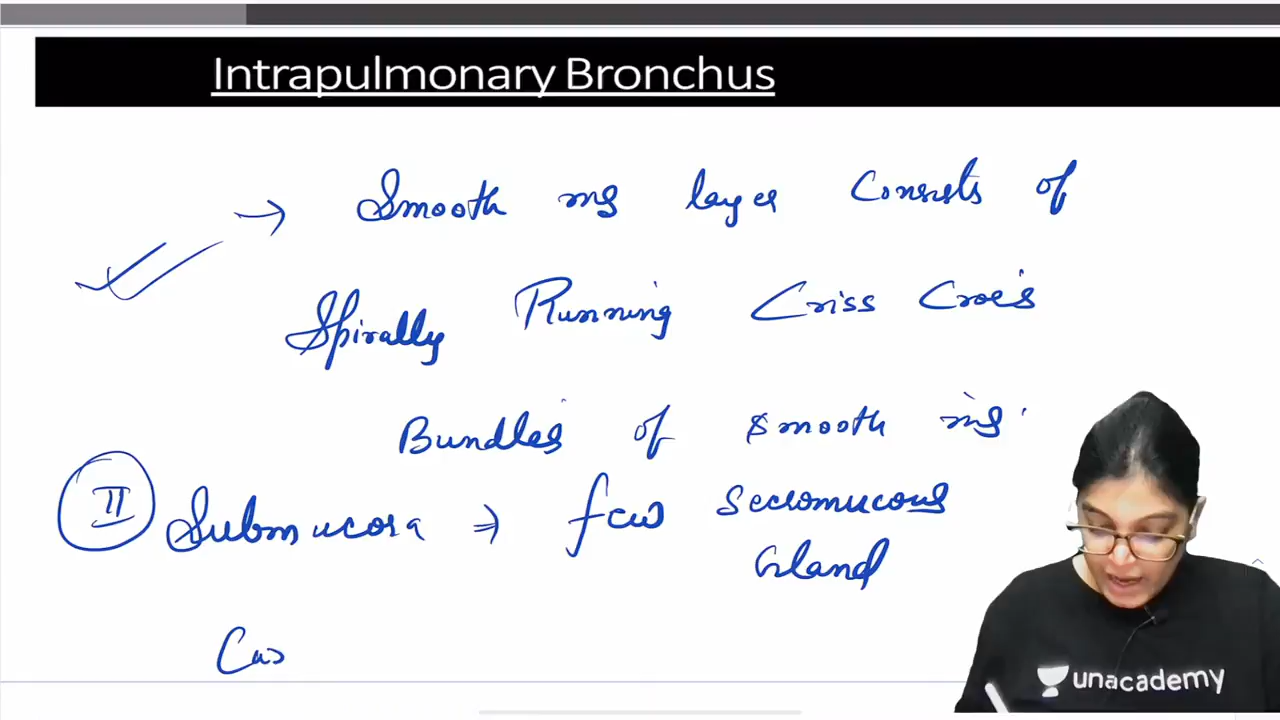 Intrapulmonary Bronchus
→ Smooth ms layer Consists of
Spirally Running Criss Cross
Bundles of smooth ms
II Submucosa ⇒ few seromucous
Gland
unacademy